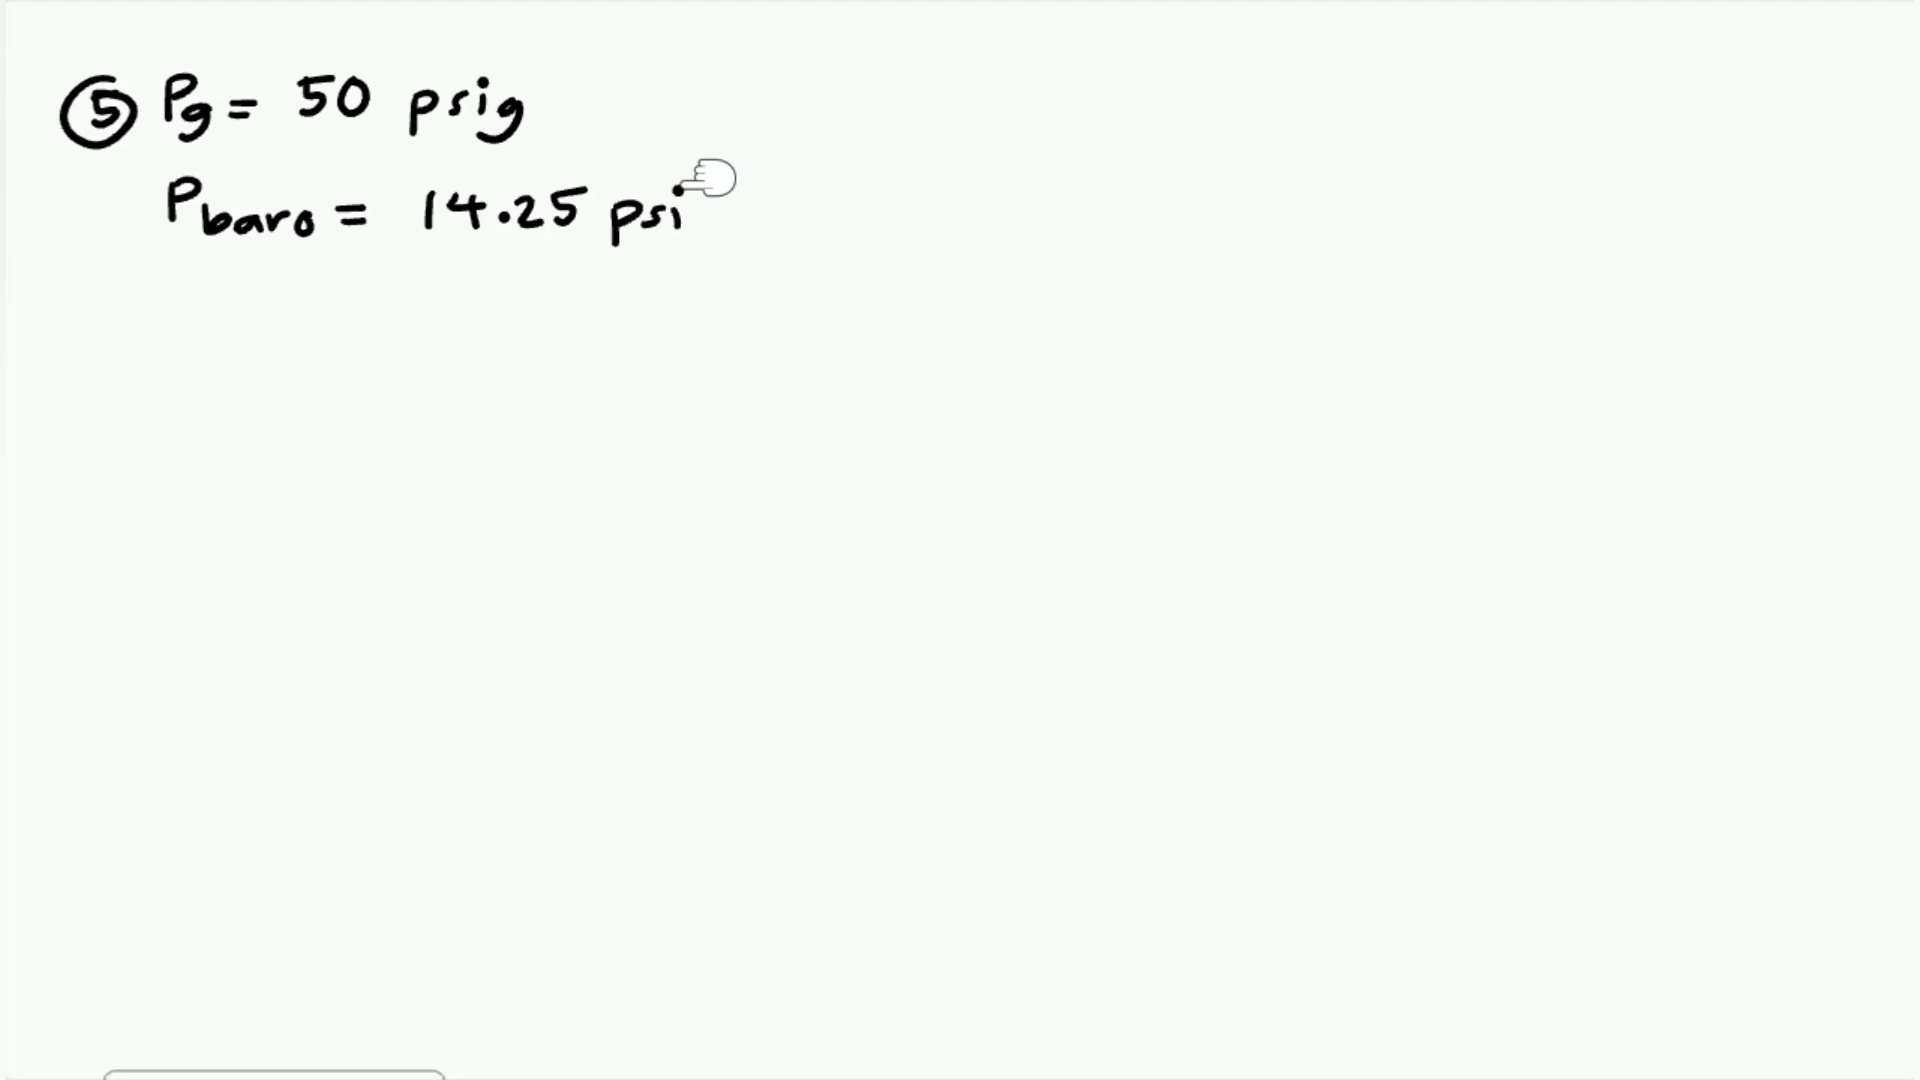 ⑤ Pg = 50 psig
Pbaro = 14.25 psi